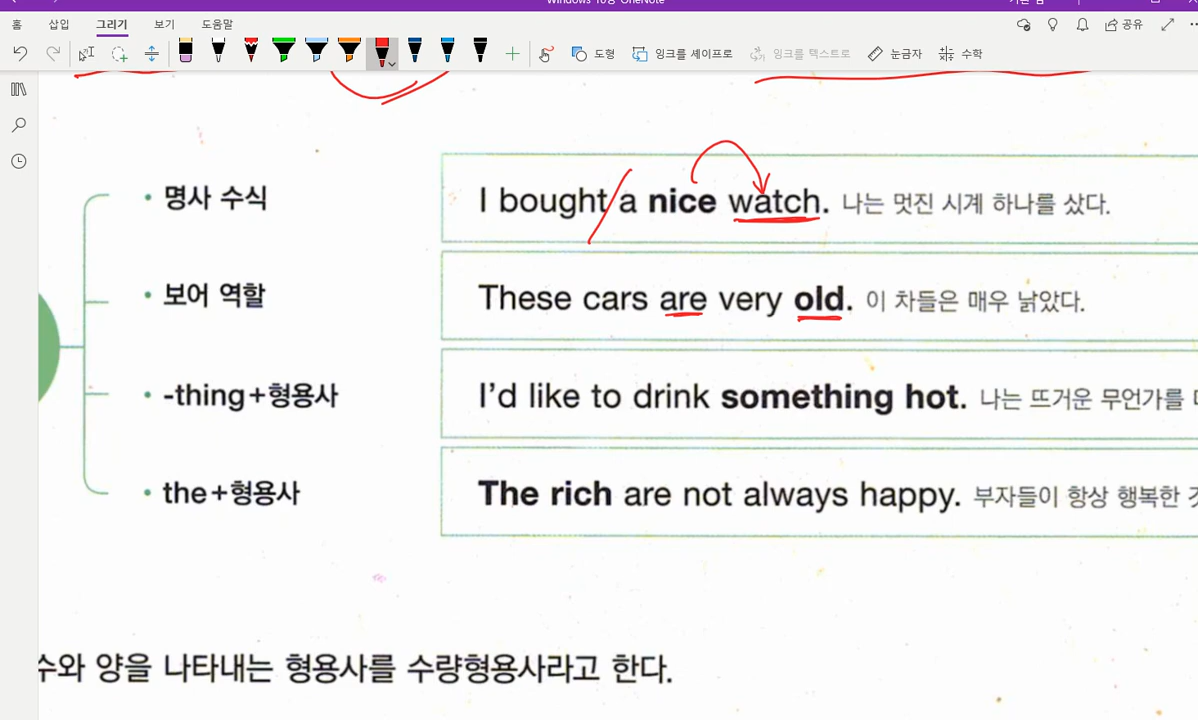 Windows 10용 OneNote
홈 삽입 그리기 보기 도움말
공유
도형 잉크를 셰이프로 잉크를 텍스트로 눈금자 수학
• 명사 수식 I bought a nice watch. 나는 멋진 시계 하나를 샀다.
• 보어 역할 These cars are very old. 이 차들은 매우 낡았다.
• -thing+형용사 I'd like to drink something hot. 나는 뜨거운 무언가를
• the+형용사 The rich are not always happy. 부자들이 항상 행복한
수와 양을 나타내는 형용사를 수량형용사라고 한다.